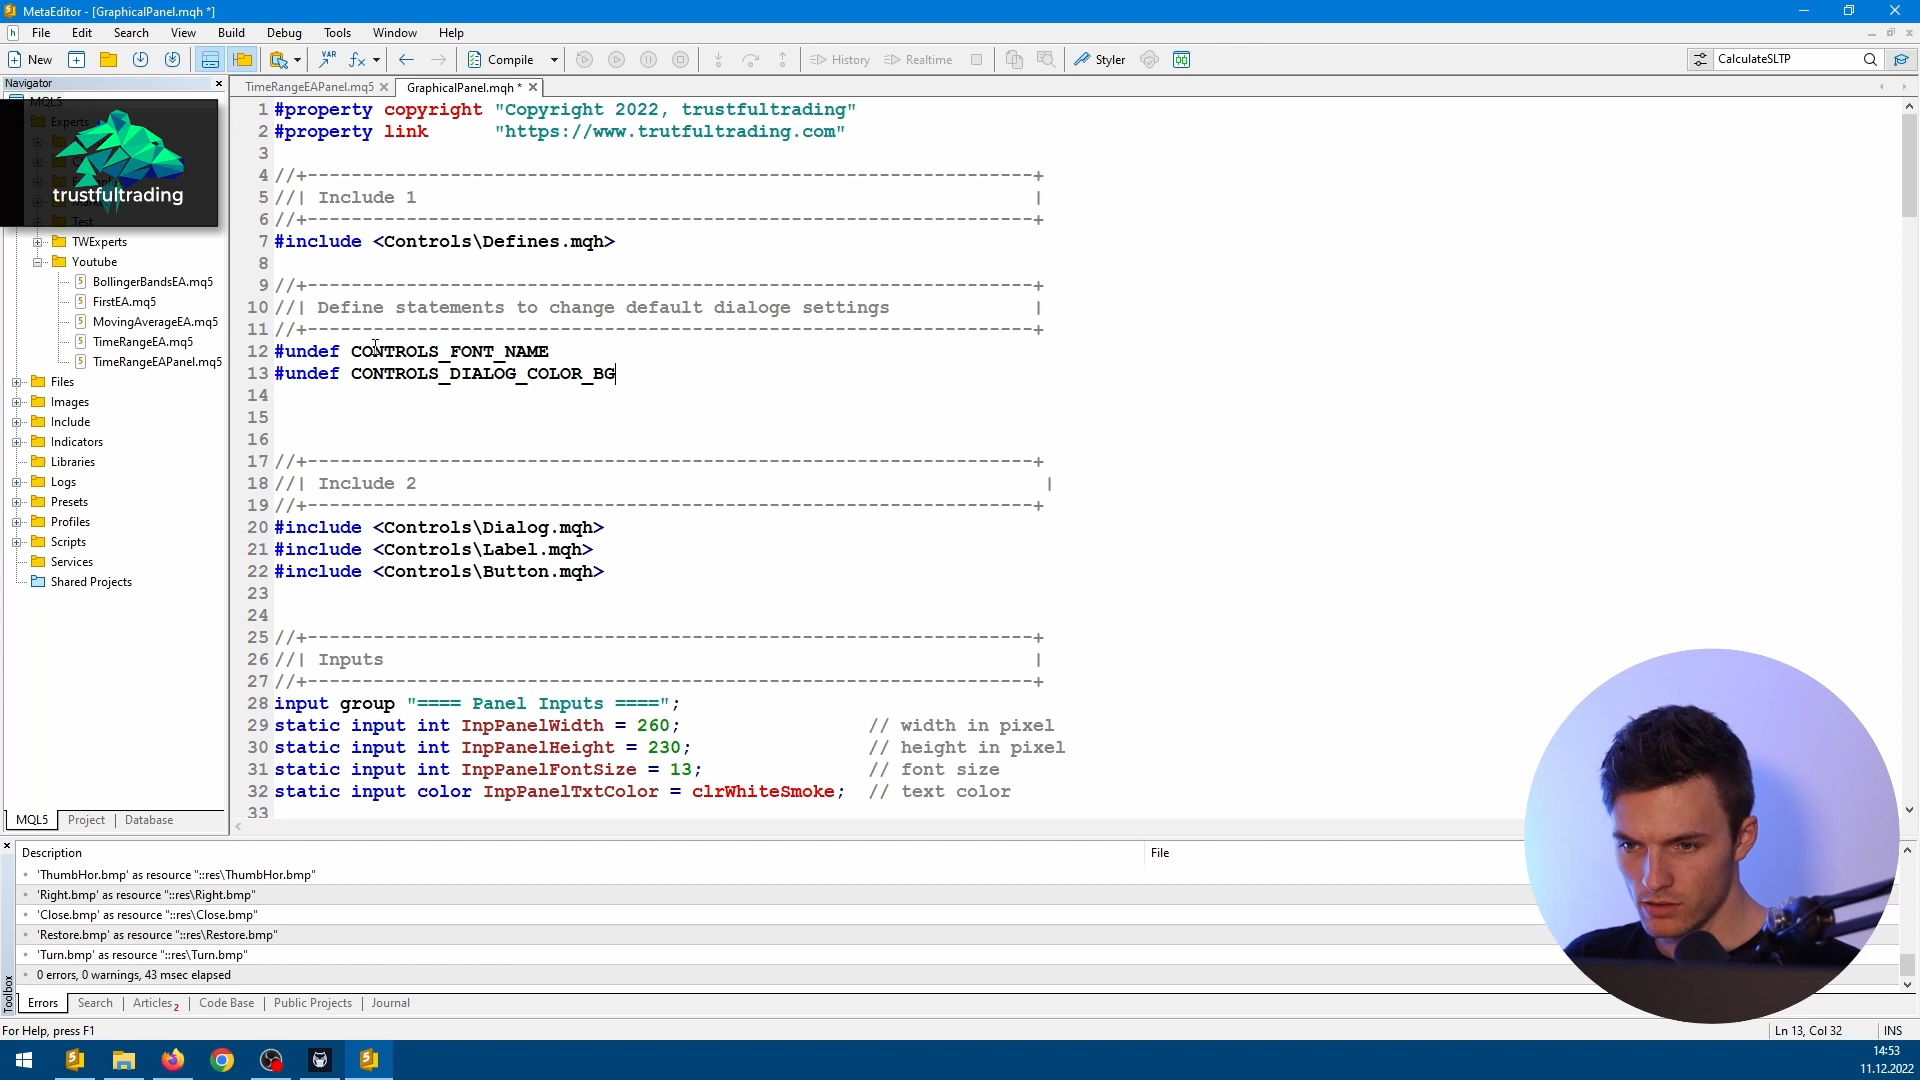 MetaEditor - [GraphicalPanel.mqh *]
File Edit Search View Build Debug Tools Window Help
New VAR Compile History Realtime Styler CalculateSLTP
Navigator
TimeRangeEAPanel.mq5 GraphicalPanel.mqh *
MQL5
Experts
trustfultrading
Test
TWExperts
Youtube
BollingerBandsEA.mq5
FirstEA.mq5
MovingAverageEA.mq5
TimeRangeEA.mq5
TimeRangeEAPanel.mq5
Files
Images
Include
Indicators
Libraries
Logs
Presets
Profiles
Scripts
Services
Shared Projects
MQL5 Project Database
1 #property copyright "Copyright 2022, trustfultrading"
2 #property link "https://www.trutfultrading.com"
3
4 //+------------------------------------------------------------------+
5 //| Include 1 |
6 //+------------------------------------------------------------------+
7 #include <Controls\Defines.mqh>
8
9 //+------------------------------------------------------------------+
10 //| Define statements to change default dialoge settings |
11 //+------------------------------------------------------------------+
12 #undef CONTROLS_FONT_NAME
13 #undef CONTROLS_DIALOG_COLOR_BG
14
15
16
17 //+------------------------------------------------------------------+
18 //| Include 2 |
19 //+------------------------------------------------------------------+
20 #include <Controls\Dialog.mqh>
21 #include <Controls\Label.mqh>
22 #include <Controls\Button.mqh>
23
24
25 //+------------------------------------------------------------------+
26 //| Inputs |
27 //+------------------------------------------------------------------+
28 input group "==== Panel Inputs ====";
29 static input int InpPanelWidth = 260; // width in pixel
30 static input int InpPanelHeight = 230; // height in pixel
31 static input int InpPanelFontSize = 13; // font size
32 static input color InpPanelTxtColor = clrWhiteSmoke; // text color
33
Description File
'ThumbHor.bmp' as resource "::res\ThumbHor.bmp"
'Right.bmp' as resource "::res\Right.bmp"
'Close.bmp' as resource "::res\Close.bmp"
'Restore.bmp' as resource "::res\Restore.bmp"
'Turn.bmp' as resource "::res\Turn.bmp"
0 errors, 0 warnings, 43 msec elapsed
Toolbox
Errors Search Articles 2 Code Base Public Projects Journal
For Help, press F1 Ln 13, Col 32 INS
14:53
11.12.2022